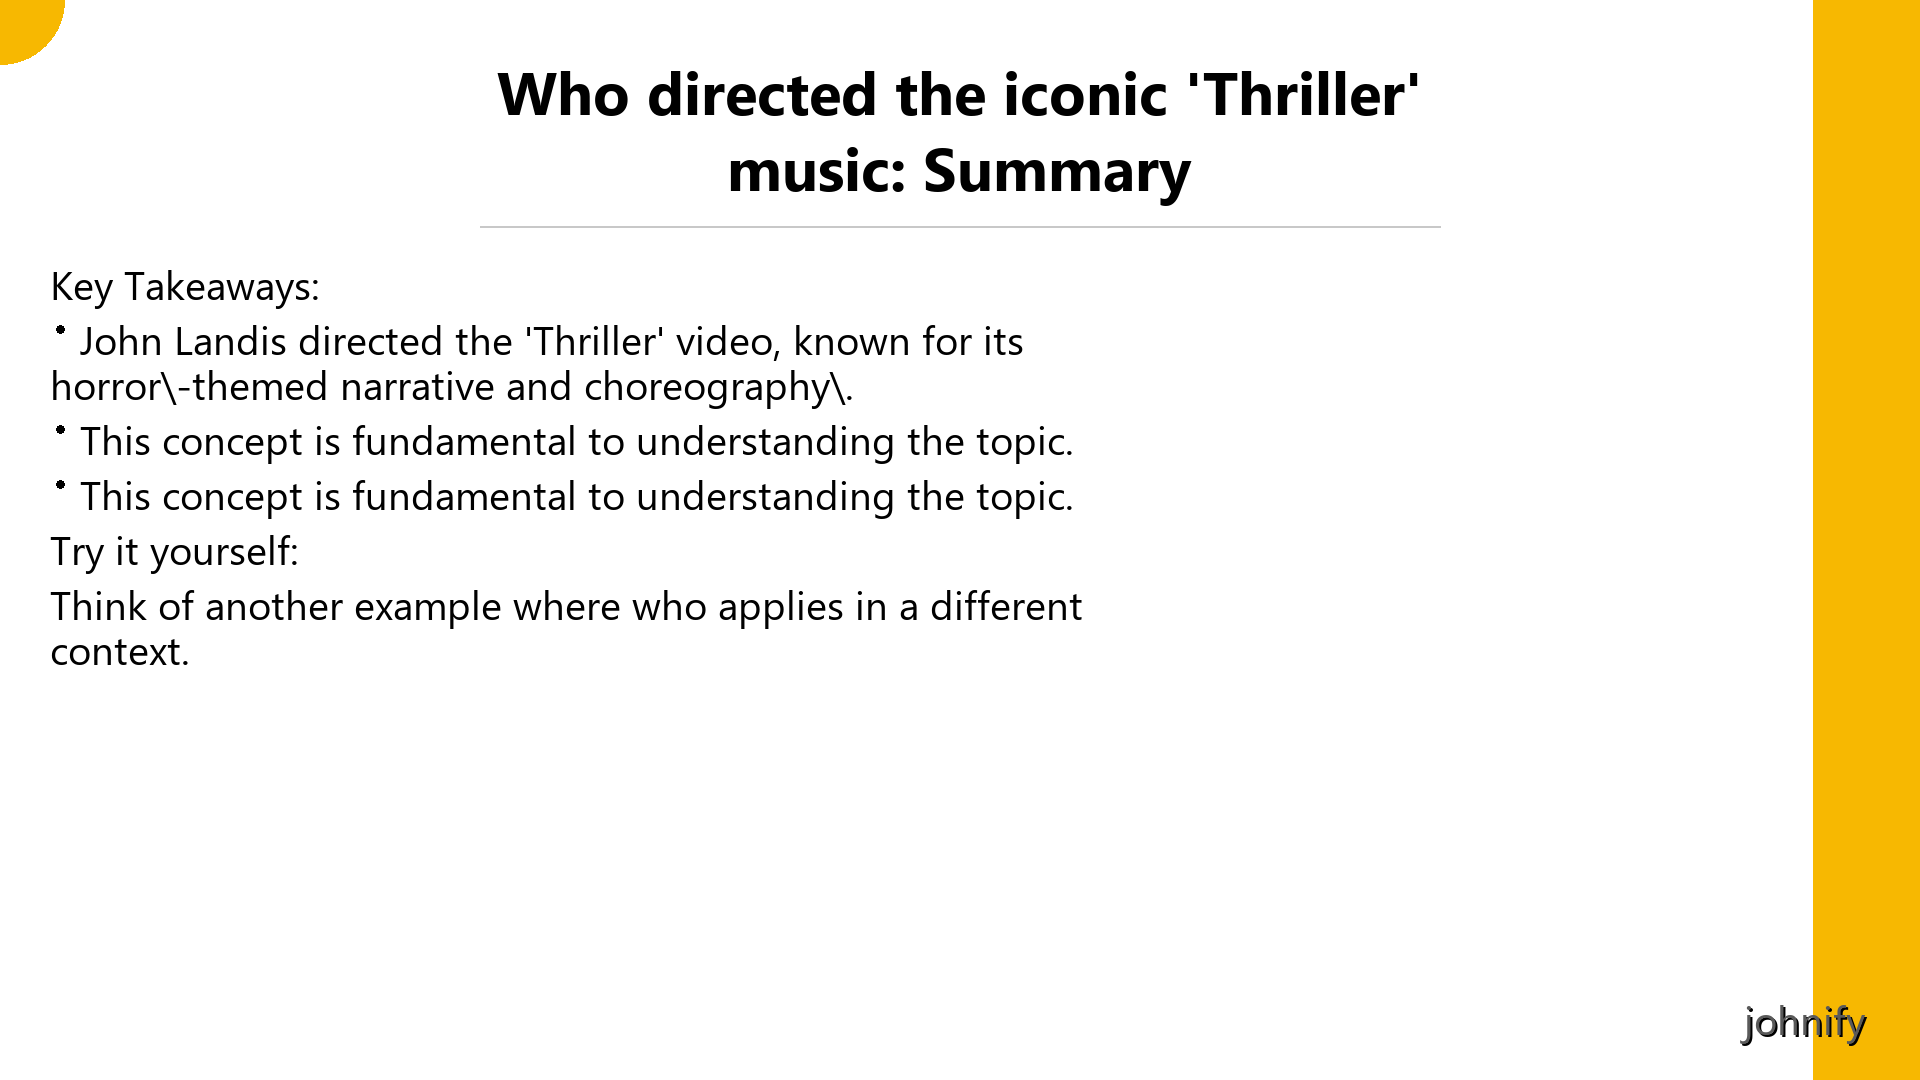 Who directed the iconic 'Thriller'
music: Summary
Key Takeaways:
• John Landis directed the 'Thriller' video, known for its
horror\-themed narrative and choreography\.
• This concept is fundamental to understanding the topic.
• This concept is fundamental to understanding the topic.
Try it yourself:
Think of another example where who applies in a different
context.
johnify